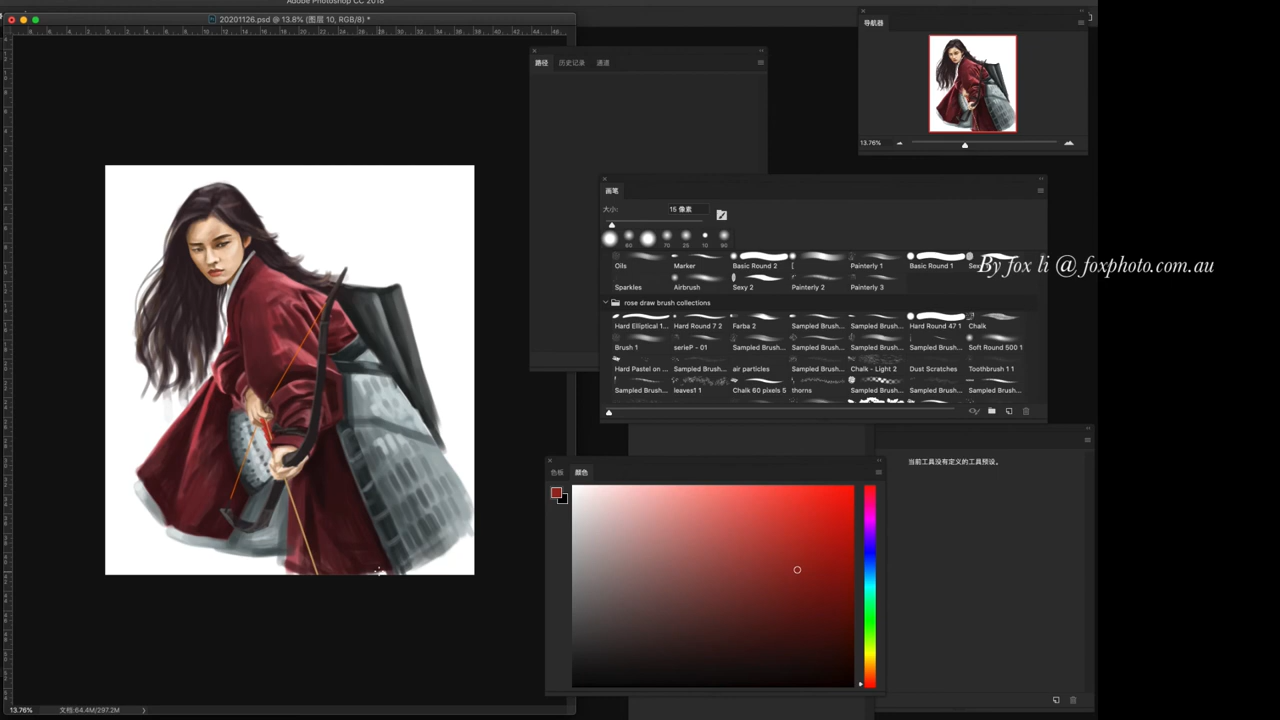 Adobe Photoshop CC 2018
20201126.psd @ 13.8% (图层 10, RGB/8) *
导航器
路径 历史记录 通道
13.76%
画笔
大小: 15 像素
60 70 25 10 90
Oils Marker Basic Round 2 [ Painterly 1 Basic Round 1
By fox li @ foxphoto.com.au
Sparkles Airbrush Sexy 2 Painterly 2 Painterly 3
rose draw brush collections
Hard Elliptical 1... Hard Round 7 2 Farba 2 Sampled Brush... Sampled Brush... Hard Round 47 1 Chalk
Brush 1 serieP - 01 Sampled Brush... Sampled Brush... Sampled Brush... Sampled Brush... Soft Round 500 1
Hard Pastel on ... Sampled Brush... air particles Sampled Brush... Chalk - Light 2 Dust Scratches Toothbrush 1 1
Sampled Brush... leaves1 1 Chalk 60 pixels 5 thorns Sampled Brush... Sampled Brush... Sampled Brush...
当前工具没有定义的工具预设。
色板 颜色
13.76% 文档:64.4M/297.2M